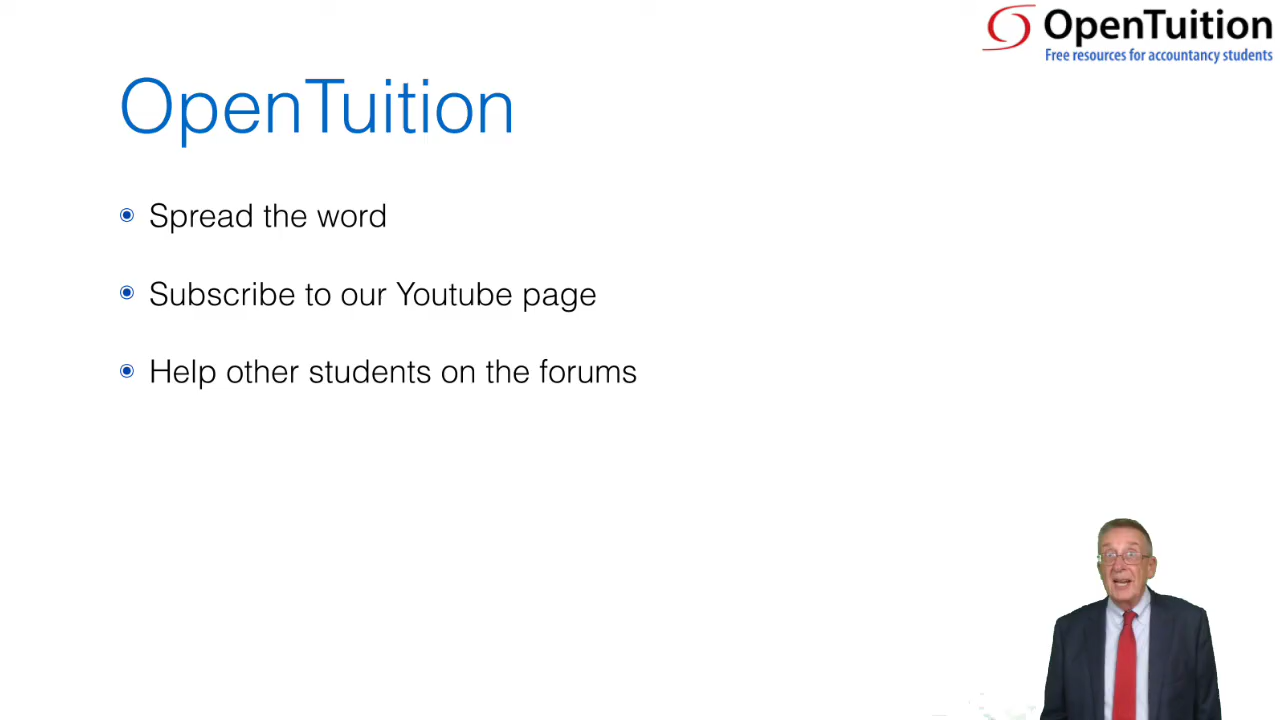 OpenTuition
Free resources for accountancy students
OpenTuition
Spread the word
Subscribe to our Youtube page
Help other students on the forums